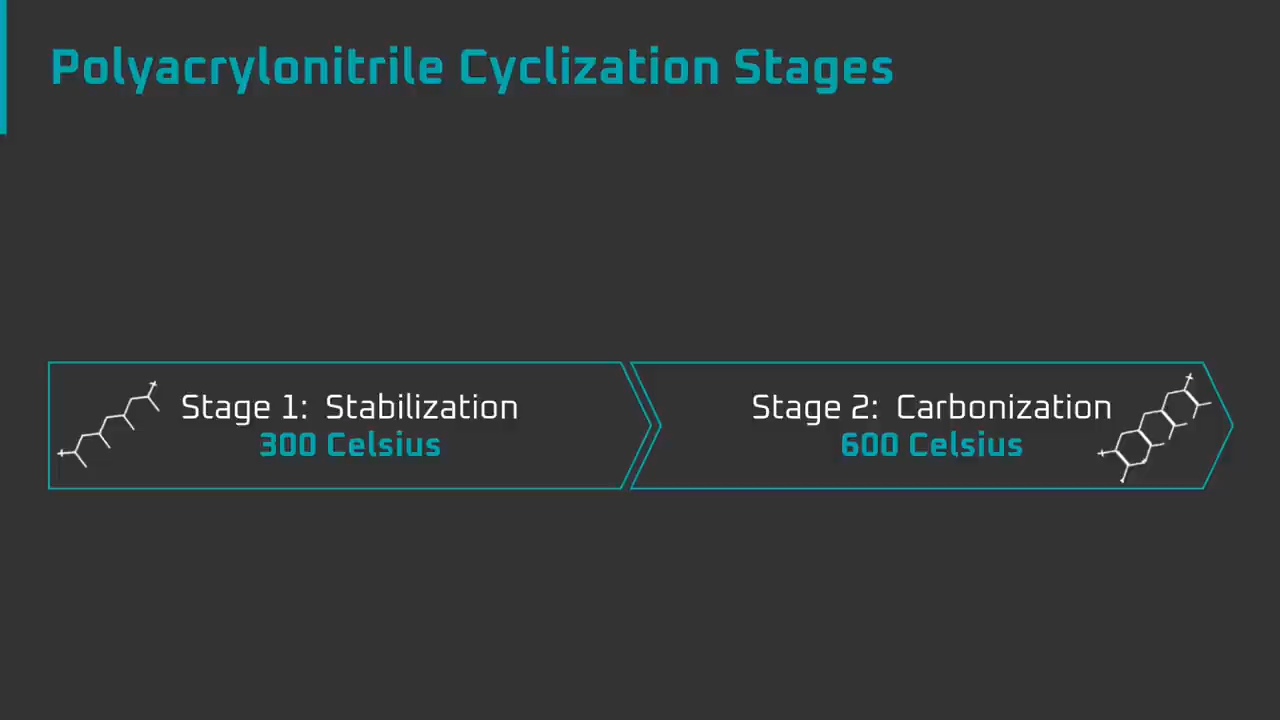 Polyacrylonitrile Cyclization Stages
Stage 1: Stabilization
300 Celsius
Stage 2: Carbonization
600 Celsius